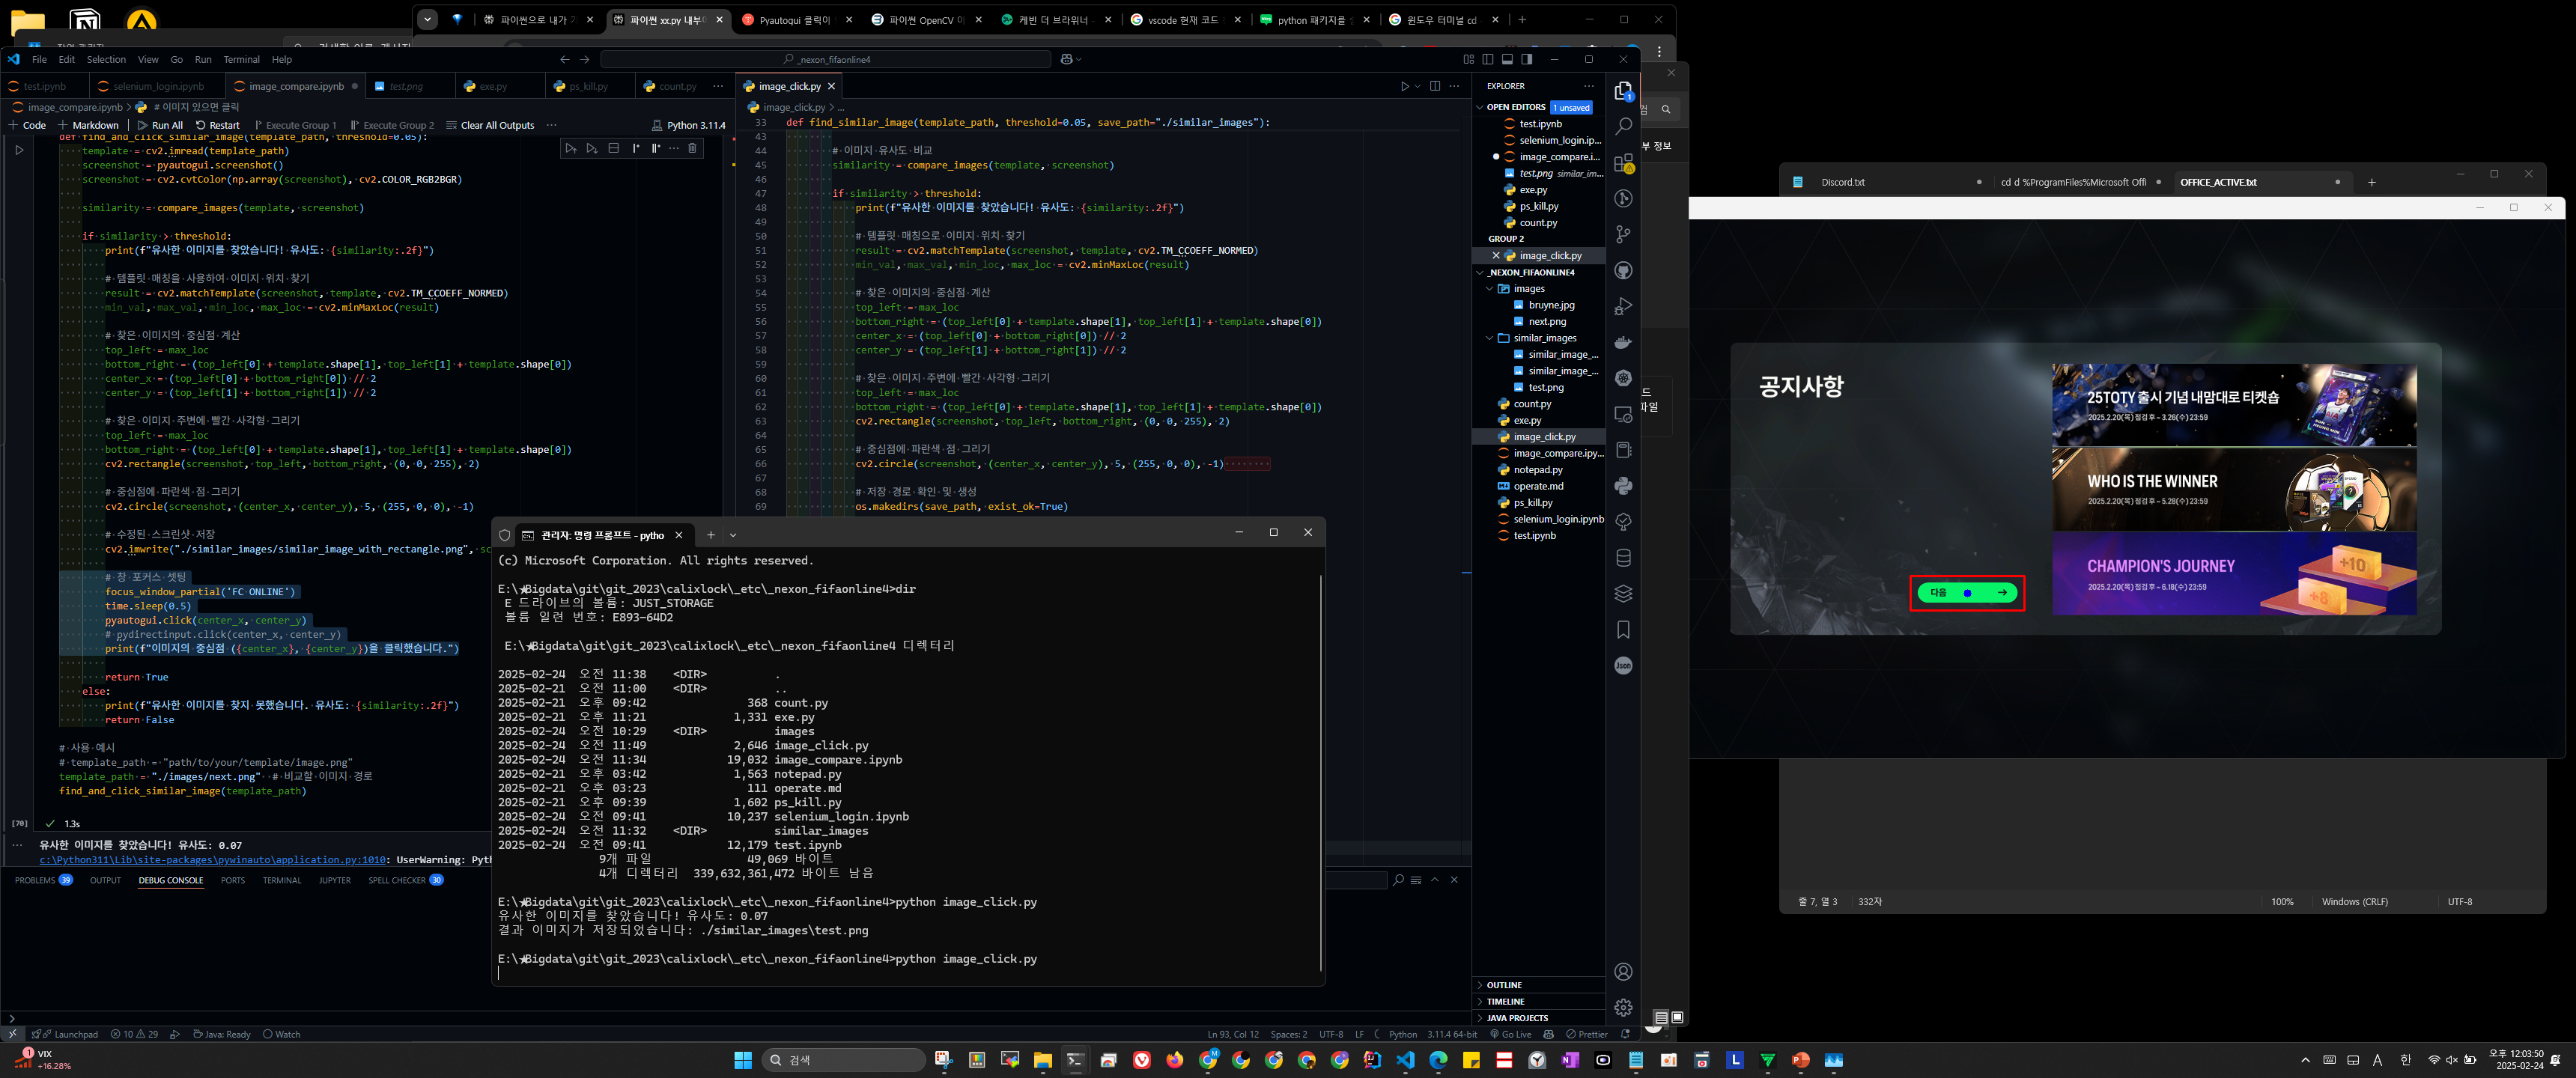 파이썬으로 내가 가
파이썬 xx.py 내부어
Pyautoqui 클릭이
파이썬 OpenCV 이
케빈 더 브라위너
vscode 현재 코드
python 패키지를
윈도우 터미널 cd
File Edit Selection View Go Run Terminal Help
_nexon_fifaonline4
test.ipynb selenium_login.ipynb image_compare.ipynb test.png exe.py ps_kill.py count.py
image_compare.ipynb > # 이미지 있으면 클릭
Code Markdown Run All Restart Execute Group 1 Execute Group 2 Clear All Outputs
Python 3.11.4
def find_and_click_similar_image(template_path, threshold=0.05):
template = cv2.imread(template_path)
screenshot = pyautogui.screenshot()
screenshot = cv2.cvtColor(np.array(screenshot), cv2.COLOR_RGB2BGR)
similarity = compare_images(template, screenshot)
if similarity > threshold:
print(f"유사한 이미지를 찾았습니다! 유사도: {similarity:.2f}")
# 템플릿 매칭을 사용하여 이미지 위치 찾기
result = cv2.matchTemplate(screenshot, template, cv2.TM_CCOEFF_NORMED)
min_val, max_val, min_loc, max_loc = cv2.minMaxLoc(result)
# 찾은 이미지의 중심점 계산
top_left = max_loc
bottom_right = (top_left[0] + template.shape[1], top_left[1] + template.shape[0])
center_x = (top_left[0] + bottom_right[0]) // 2
center_y = (top_left[1] + bottom_right[1]) // 2
# 찾은 이미지 주변에 빨간 사각형 그리기
top_left = max_loc
bottom_right = (top_left[0] + template.shape[1], top_left[1] + template.shape[0])
cv2.rectangle(screenshot, top_left, bottom_right, (0, 0, 255), 2)
# 중심점에 파란색 점 그리기
cv2.circle(screenshot, (center_x, center_y), 5, (255, 0, 0), -1)
# 수정된 스크린샷 저장
cv2.imwrite("./similar_images/similar_image_with_rectangle.png", sc
# 창 포커스 셋팅
focus_window_partial('FC ONLINE')
time.sleep(0.5)
pyautogui.click(center_x, center_y)
# pydirectinput.click(center_x, center_y)
print(f"이미지의 중심점 ({center_x}, {center_y})을 클릭했습니다.")
return True
else:
print(f"유사한 이미지를 찾지 못했습니다. 유사도: {similarity:.2f}")
return False
# 사용 예시
# template_path = "path/to/your/template/image.png"
template_path = "./images/next.png" # 비교할 이미지 경로
find_and_click_similar_image(template_path)
[70] 1.3s
유사한 이미지를 찾았습니다! 유사도: 0.07
c:\Python311\Lib\site-packages\pywinauto\application.py:1010: UserWarning: Pyth
PROBLEMS 39 OUTPUT DEBUG CONSOLE PORTS TERMINAL JUPYTER SPELL CHECKER 30
image_click.py
image_click.py > ...
33 def find_similar_image(template_path, threshold=0.05, save_path="./similar_images"):
43
44 # 이미지 유사도 비교
45 similarity = compare_images(template, screenshot)
46
47 if similarity > threshold:
48 print(f"유사한 이미지를 찾았습니다! 유사도: {similarity:.2f}")
49
50 # 템플릿 매칭으로 이미지 위치 찾기
51 result = cv2.matchTemplate(screenshot, template, cv2.TM_CCOEFF_NORMED)
52 min_val, max_val, min_loc, max_loc = cv2.minMaxLoc(result)
53
54 # 찾은 이미지의 중심점 계산
55 top_left = max_loc
56 bottom_right = (top_left[0] + template.shape[1], top_left[1] + template.shape[0])
57 center_x = (top_left[0] + bottom_right[0]) // 2
58 center_y = (top_left[1] + bottom_right[1]) // 2
59
60 # 찾은 이미지 주변에 빨간 사각형 그리기
61 top_left = max_loc
62 bottom_right = (top_left[0] + template.shape[1], top_left[1] + template.shape[0])
63 cv2.rectangle(screenshot, top_left, bottom_right, (0, 0, 255), 2)
64
65 # 중심점에 파란색 점 그리기
66 cv2.circle(screenshot, (center_x, center_y), 5, (255, 0, 0), -1)
67
68 # 저장 경로 확인 및 생성
69 os.makedirs(save_path, exist_ok=True)
관리자: 명령 프롬프트 - pytho
(c) Microsoft Corporation. All rights reserved.
E:\★Bigdata\git\git_2023\calixlock\_etc\_nexon_fifaonline4>dir
E 드라이브의 볼륨: JUST_STORAGE
볼륨 일련 번호: E893-64D2
E:\★Bigdata\git\git_2023\calixlock\_etc\_nexon_fifaonline4 디렉터리
2025-02-24 오전 11:38 <DIR> .
2025-02-21 오전 11:00 <DIR> ..
2025-02-21 오후 09:42 368 count.py
2025-02-21 오후 11:21 1,331 exe.py
2025-02-24 오전 10:29 <DIR> images
2025-02-24 오전 11:49 2,646 image_click.py
2025-02-24 오전 11:34 19,032 image_compare.ipynb
2025-02-21 오후 03:42 1,563 notepad.py
2025-02-21 오후 03:23 111 operate.md
2025-02-21 오후 09:39 1,602 ps_kill.py
2025-02-24 오전 09:41 10,237 selenium_login.ipynb
2025-02-24 오전 11:32 <DIR> similar_images
2025-02-24 오전 09:41 12,179 test.ipynb
9개 파일 49,069 바이트
4개 디렉터리 339,632,361,472 바이트 남음
E:\★Bigdata\git\git_2023\calixlock\_etc\_nexon_fifaonline4>python image_click.py
유사한 이미지를 찾았습니다! 유사도: 0.07
결과 이미지가 저장되었습니다: ./similar_images\test.png
E:\★Bigdata\git\git_2023\calixlock\_etc\_nexon_fifaonline4>python image_click.py
EXPLORER
OPEN EDITORS 1 unsaved
test.ipynb
selenium_login.ip...
image_compare.i...
test.png similar_im...
exe.py
ps_kill.py
count.py
GROUP 2
image_click.py
_NEXON_FIFAONLINE4
images
bruyne.jpg
next.png
similar_images
similar_image_...
similar_image_...
test.png
count.py
exe.py
image_click.py
image_compare.ipy...
notepad.py
operate.md
ps_kill.py
selenium_login.ipynb
test.ipynb
OUTLINE
TIMELINE
JAVA PROJECTS
Json
부 정보
드
파일
Discord.txt
cd d %ProgramFiles%Microsoft Offi
OFFICE_ACTIVE.txt
공지사항
25TOTY 출시 기념 내맘대로 티켓숍
2025.2.20(목) 점검 후 ~ 3.26(수) 23:59
WHO IS THE WINNER
2025.2.20(목) 점검 후 ~ 5.28(수) 23:59
CHAMPION'S JOURNEY
2025.2.20(목) 점검 후 ~ 6.18(수) 23:59
+10
+8
다음
줄 7, 열 3 332자 100% Windows (CRLF) UTF-8
Launchpad 10 29 Java: Ready Watch
Ln 93, Col 12 Spaces: 2 UTF-8 LF Python 3.11.4 64-bit Go Live Prettier
1 VIX
+16.28%
검색
A 한
오후 12:03:50
2025-02-24